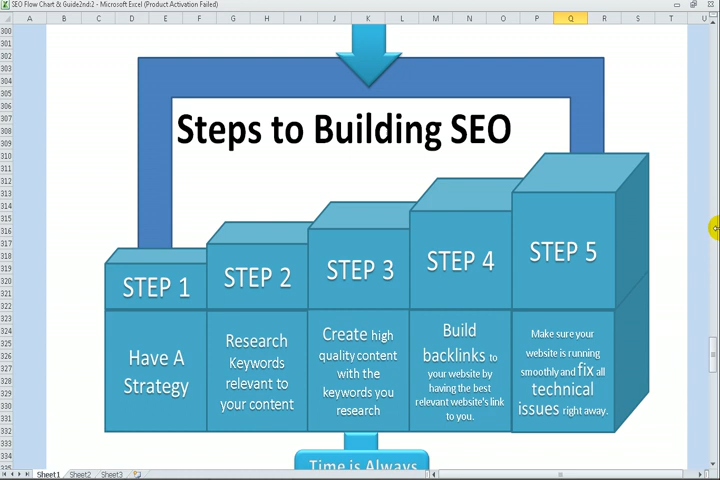 SEO Flow Chart & Guide2nd:2 - Microsoft Excel (Product Activation Failed)
A B C D E F G H I J K L M N O P Q R S T U
300
301
302
303
304
305
306
307
308
309
310
311
312
313
314
315
316
317
318
319
320
321
322
323
324
325
326
327
328
329
330
331
332
333
334
335
Steps to Building SEO
STEP 1
Have A
Strategy
STEP 2
Research
Keywords
relevant to
your content
STEP 3
Create high
quality content
with the
keywords you
research
STEP 4
Build
backlinks to
your website by
having the best
relevant website's link
to you.
STEP 5
Make sure your
website is running
smoothly and fix all
technical
issues right away.
Time is Always
Sheet1 Sheet2 Sheet3